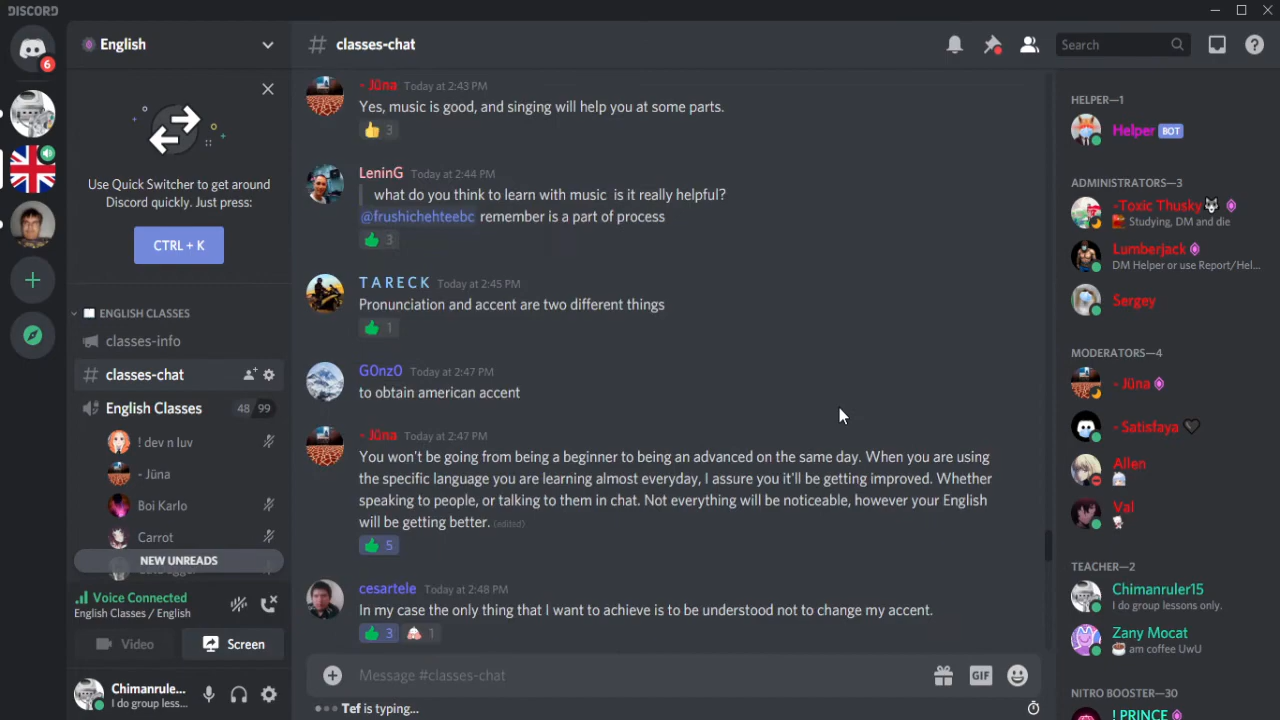 DISCORD
6
English
Use Quick Switcher to get around
Discord quickly. Just press:
CTRL + K
ENGLISH CLASSES
classes-info
# classes-chat
English Classes 48 99
! dev n luv
- Jūna
Boi Karlo
Carrot
NEW UNREADS
Voice Connected
English Classes / English
Video
Screen
Chimanrule...
I do group less...
# classes-chat
Search
- Jūna Today at 2:43 PM
Yes, music is good, and singing will help you at some parts.
3
LeninG Today at 2:44 PM
what do you think to learn with music is it really helpful?
@frushichehteebc remember is a part of process
3
T A R E C K Today at 2:45 PM
Pronunciation and accent are two different things
1
G0nz0 Today at 2:47 PM
to obtain american accent
- Jūna Today at 2:47 PM
You won't be going from being a beginner to being an advanced on the same day. When you are using
the specific language you are learning almost everyday, I assure you it'll be getting improved. Whether
speaking to people, or talking to them in chat. Not everything will be noticeable, however your English
will be getting better. (edited)
5
cesartele Today at 2:48 PM
In my case the only thing that I want to achieve is to be understood not to change my accent.
3 1
Message #classes-chat
GIF
Tef is typing...
HELPER—1
Helper BOT
ADMINISTRATORS—3
-Toxic Thusky
Studying, DM and die
Lumberjack
DM Helper or use Report/Hel...
Sergey
MODERATORS—4
- Jūna
- Satisfaya
Allen
Val
TEACHER—2
Chimanruler15
I do group lessons only.
Zany Mocat
am coffee UwU
NITRO BOOSTER—30
! PRINCE